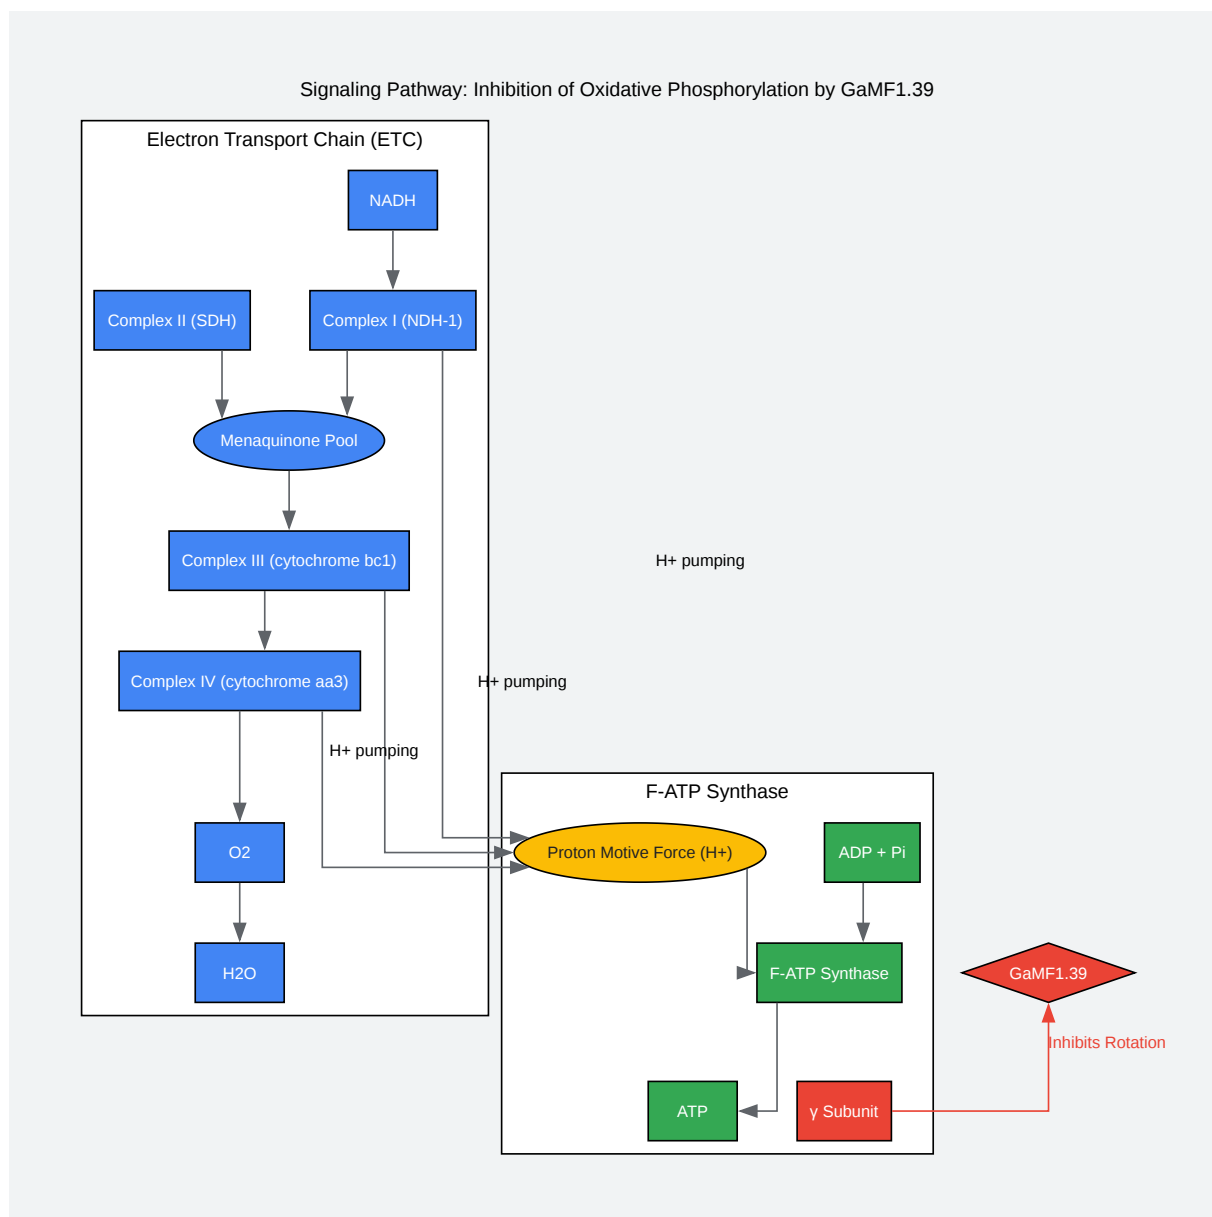 Signaling Pathway: Inhibition of Oxidative Phosphorylation by GaMF1.39
Electron Transport Chain (ETC)
NADH
Complex II (SDH)
Complex I (NDH-1)
Menaquinone Pool
Complex III (cytochrome bc1)
H+ pumping
Complex IV (cytochrome aa3)
H+ pumping
H+ pumping
F-ATP Synthase
O2
Proton Motive Force (H+)
ADP + Pi
H2O
F-ATP Synthase
GaMF1.39
Inhibits Rotation
ATP
γ Subunit